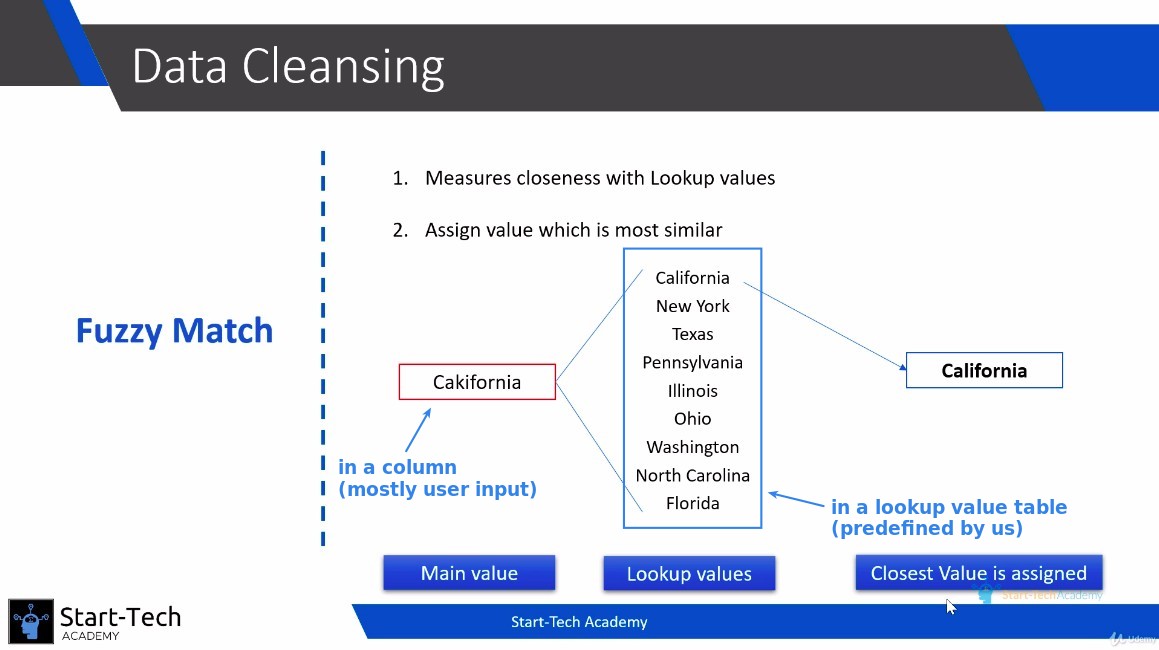 Data Cleansing
1. Measures closeness with Lookup values
2. Assign value which is most similar
Fuzzy Match
Cakifornia
in a column
(mostly user input)
California
New York
Texas
Pennsylvania
Illinois
Ohio
Washington
North Carolina
Florida
California
in a lookup value table
(predefined by us)
Main value
Lookup values
Closest Value is assigned
Start-Tech Academy
Start-Tech
ACADEMY
Start-Tech Academy
Udemy